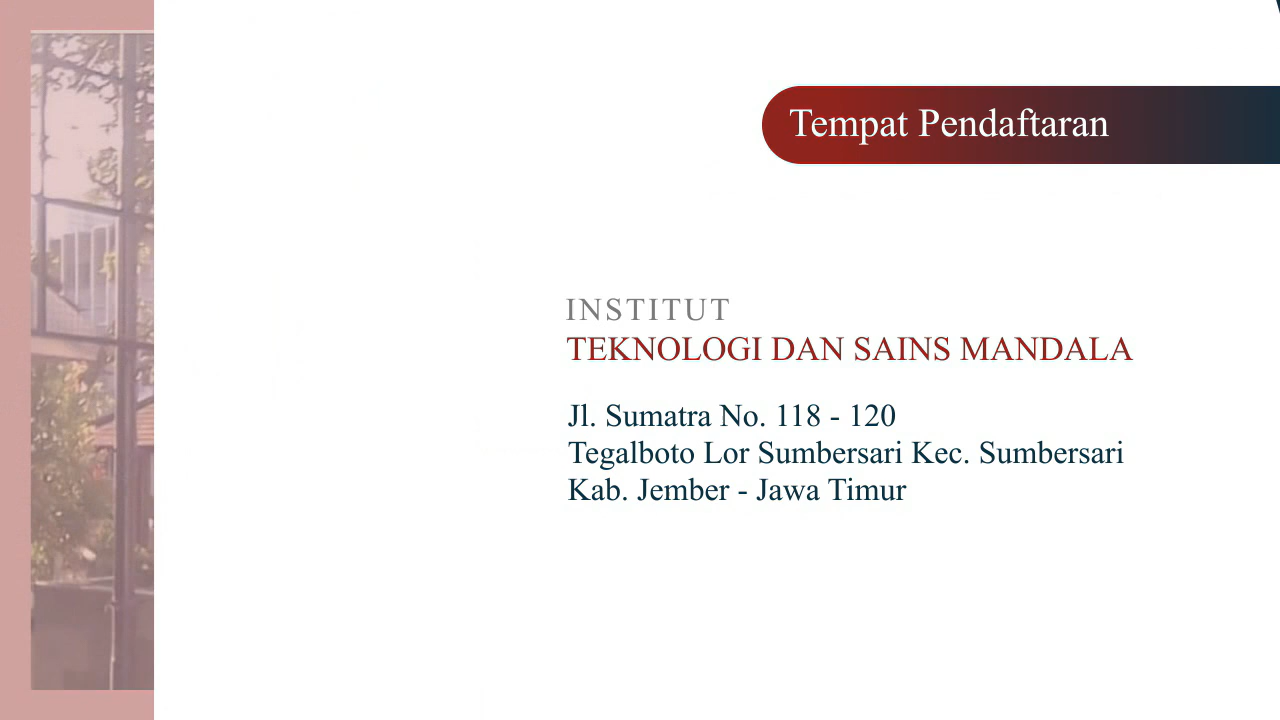 Tempat Pendaftaran
INSTITUT
TEKNOLOGI DAN SAINS MANDALA
Jl. Sumatra No. 118 - 120
Tegalboto Lor Sumbersari Kec. Sumbersari
Kab. Jember - Jawa Timur